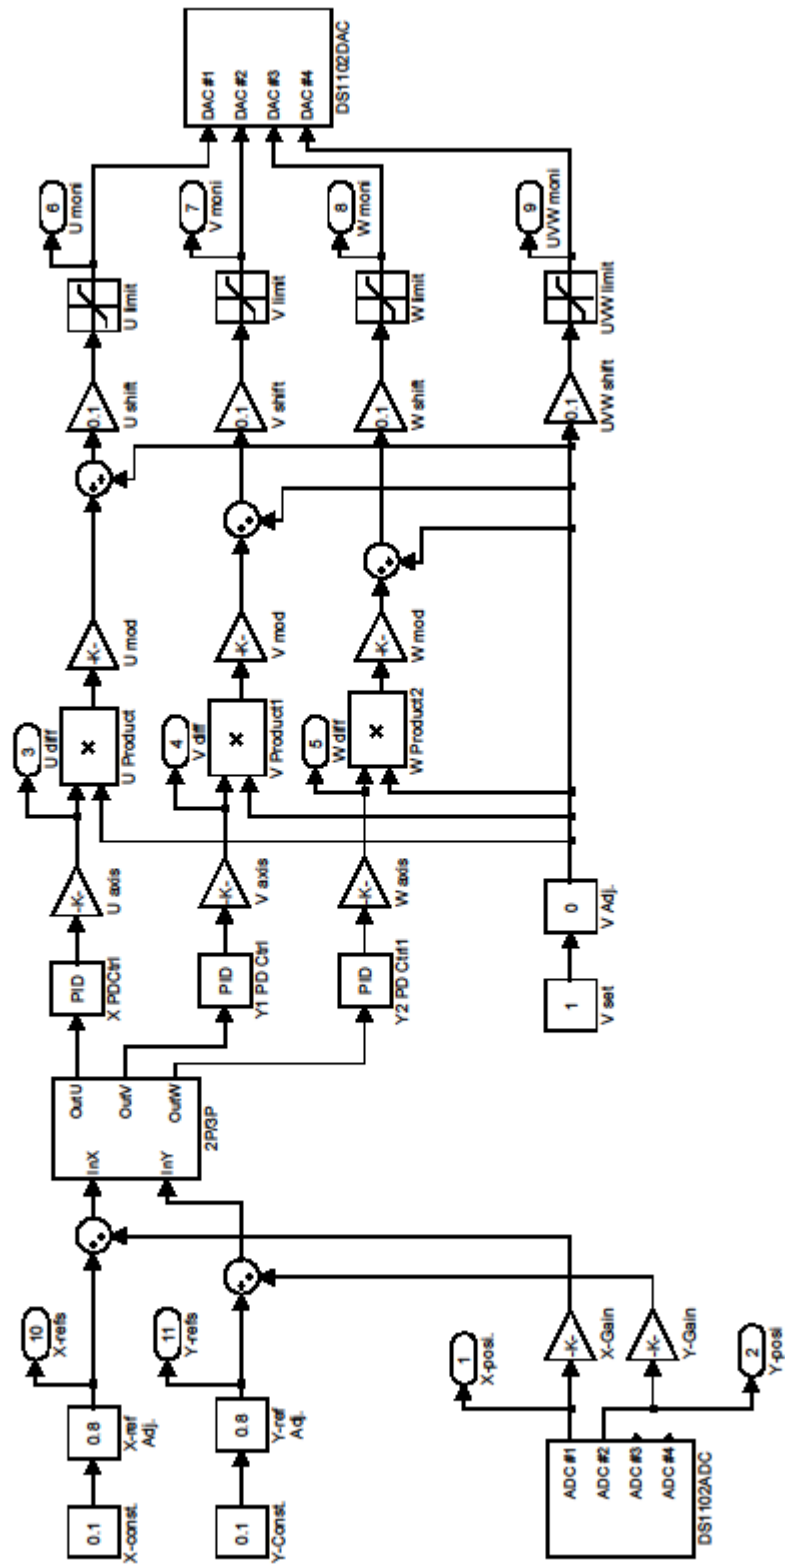 10
X-refs
0.1
X-const.
0.8
X-ref
Adj.
11
Y-refs
0.1
Y-Const.
0.8
Y-ref
Adj.
InX
InY
OutU
OutV
OutW
2P/3P
PID
X PDCtrl
-K-
U axis
3
U diff
×
U Product
-K-
U mod
0.1
U shift
U limit
6
U moni
PID
Y1 PD Ctrl
-K-
V axis
4
V diff
×
V Product1
-K-
V mod
0.1
V shift
V limit
7
V moni
PID
Y2 PD Ctrl1
-K-
W axis
5
W diff
×
W Product2
-K-
W mod
0.1
W shift
W limit
8
W moni
DAC #1
DAC #2
DAC #3
DAC #4
DS1102DAC
1
X-posi.
ADC #1
ADC #2
ADC #3
ADC #4
DS1102ADC
-K-
X-Gain
-K-
Y-Gain
2
Y-posi
1
V set
0
V Adj.
0.1
UVW shift
UVW limit
9
UVW moni